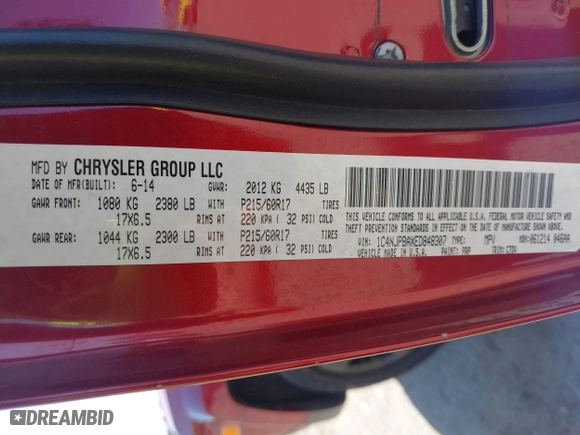 MFD BY CHRYSLER GROUP LLC
DATE OF MFR(BUILT): 6-14 GVWR: 2012 KG 4435 LB
GAWR FRONT: 1080 KG 2380 LB WITH P215/60R17 TIRES
17X6.5 RIMS AT 220 KPA ( 32 PSI) COLD
GAWR REAR: 1044 KG 2300 LB WITH P215/60R17 TIRES
17X6.5 RIMS AT 220 KPA ( 32 PSI) COLD
THIS VEHICLE CONFORMS TO ALL APPLICABLE U.S.A. FEDERAL MOTOR VEHICLE SAFETY AND
THEFT PREVENTION STANDARDS IN EFFECT ON THE DATE OF MANUFACTURE SHOWN ABOVE.
VIN: 1C4NJPBAXED848307 TYPE: MPV MDH: 061214 046AA
VEHICLE MADE IN U.S.A. PAINT: PRP TRIM:
DREAMBID